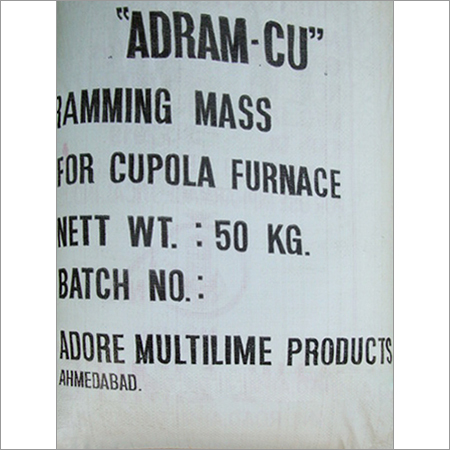 "ADRAM-CU"
RAMMING MASS
FOR CUPOLA FURNACE
NETT WT. : 50 KG.
BATCH NO.:
ADORE MULTILIME PRODUCTS
AHMEDABAD.